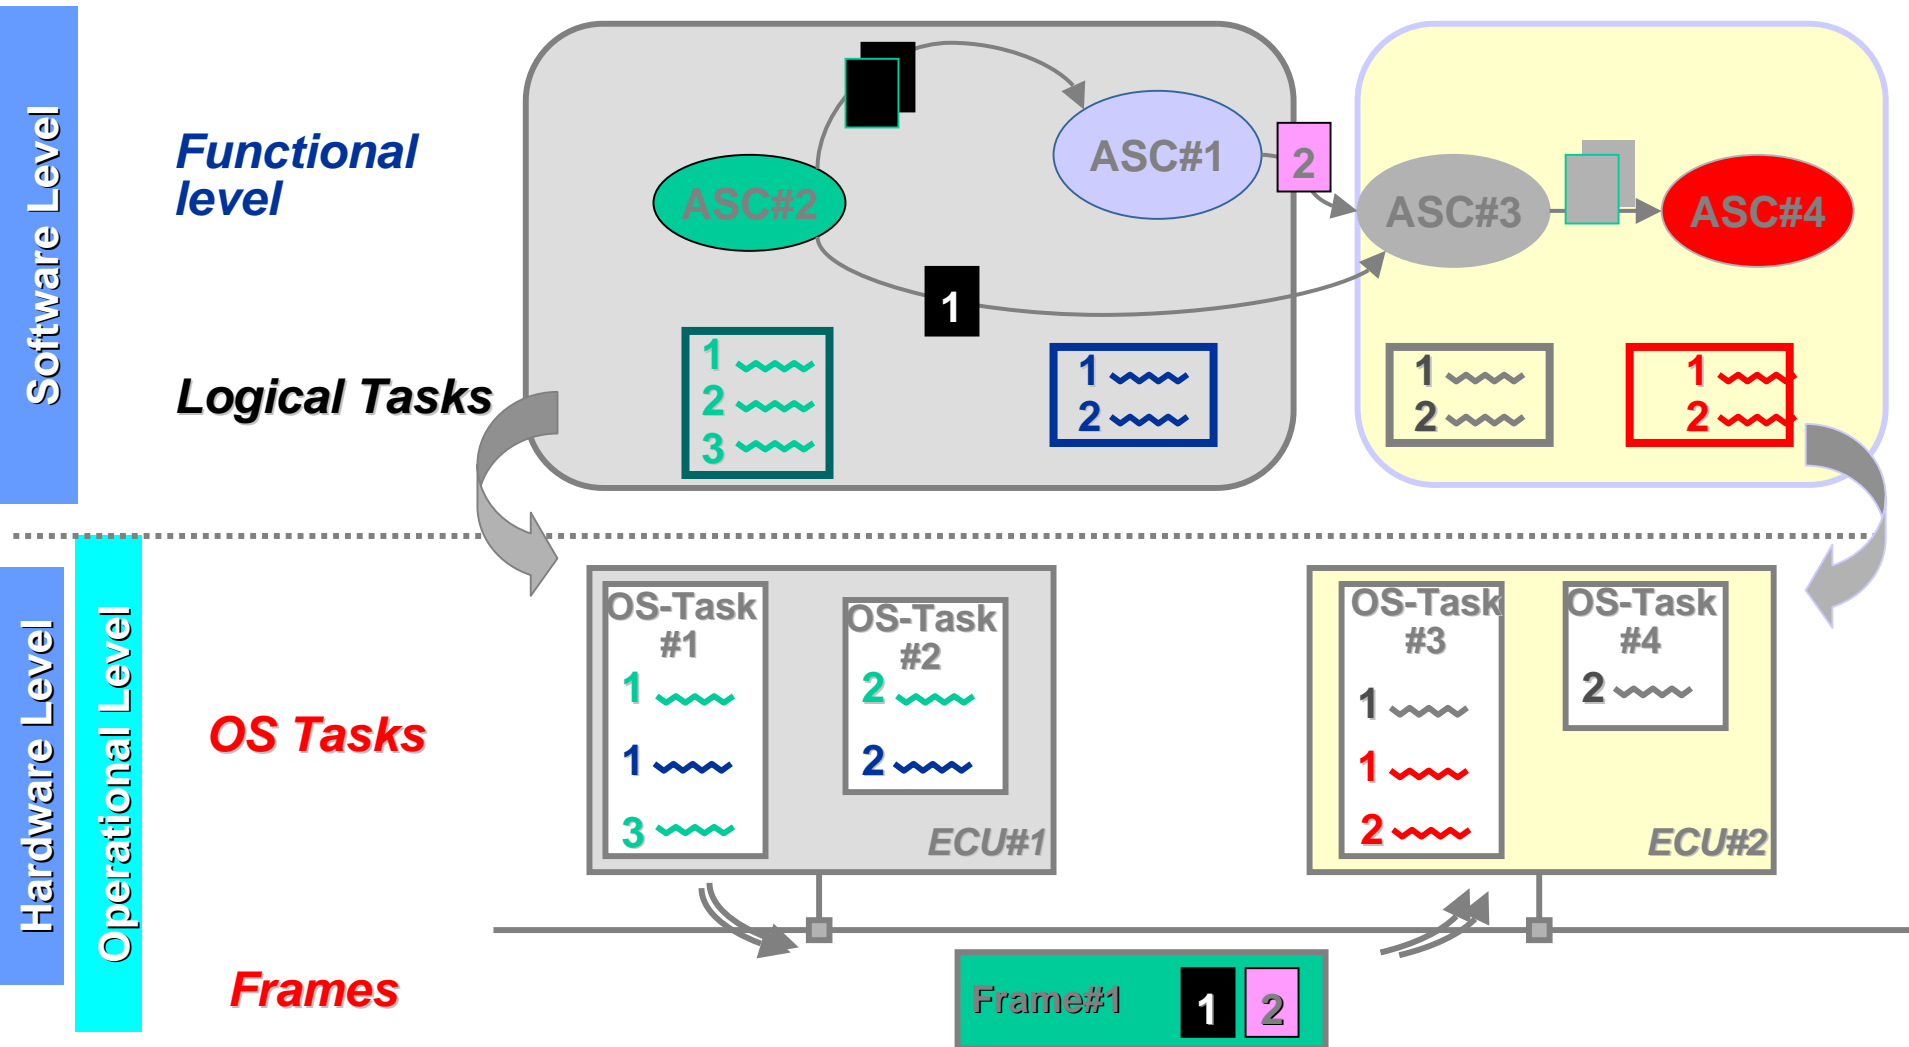 Software Level
Functional
level
ASC#2
ASC#1
2
ASC#3
ASC#4
1
Logical Tasks
1
2
3
1
2
1
2
1
2
Hardware Level
Operational Level
OS Tasks
OS-Task
#1
1
1
3
OS-Task
#2
2
2
ECU#1
OS-Task
#3
1
1
2
OS-Task
#4
2
ECU#2
Frames
Frame#1 1 2